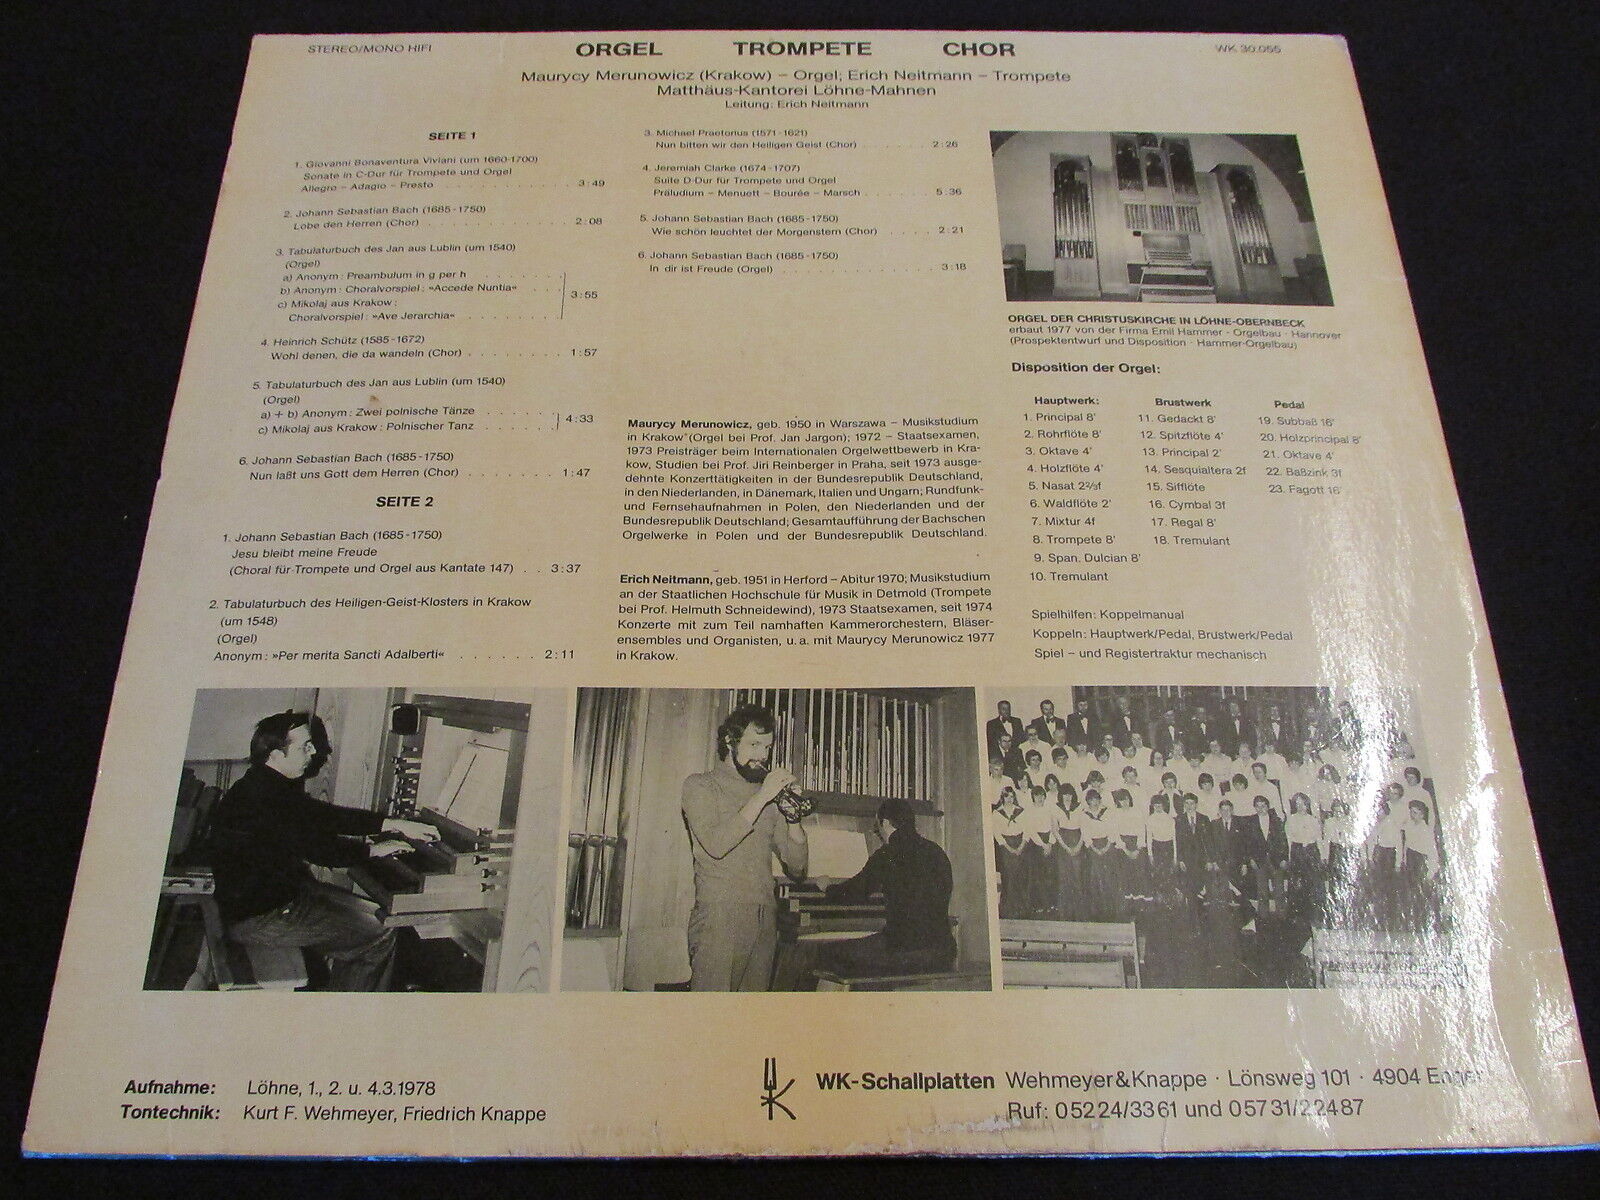 STEREO/MONO HIFI
ORGEL TROMPETE CHOR
WK 30.055
Maurycy Merunowicz (Krakow) – Orgel; Erich Neitmann – Trompete
Matthäus-Kantorei Löhne-Mahnen
Leitung: Erich Neitmann
SEITE 1
1. Giovanni Bonaventura Viviani (um 1660-1700)
Sonate in C-Dur für Trompete und Orgel
Allegro – Adagio – Presto . . . . . . . . . . . . 3:49
2. Johann Sebastian Bach (1685-1750)
Lobe den Herren (Chor) . . . . . . . . . . . . 2:08
3. Tabulaturbuch des Jan aus Lublin (um 1540)
(Orgel)
a) Anonym: Preambulum in g per h . . . . . . .
b) Anonym: Choralvorspiel: »Accede Nuntia« . . .
c) Mikolaj aus Krakow:
Choralvorspiel: »Ave Jerarchia« . . . . . . . .
3:55
4. Heinrich Schütz (1585-1672)
Wohl denen, die da wandeln (Chor) . . . . . . . . 1:57
5. Tabulaturbuch des Jan aus Lublin (um 1540)
(Orgel)
a) + b) Anonym: Zwei polnische Tänze . . . . . .
c) Mikolaj aus Krakow: Polnischer Tanz . . . . . .
4:33
6. Johann Sebastian Bach (1685-1750)
Nun laßt uns Gott dem Herren (Chor) . . . . . . . 1:47
SEITE 2
1. Johann Sebastian Bach (1685-1750)
Jesu bleibt meine Freude
(Choral für Trompete und Orgel aus Kantate 147) . . 3:37
2. Tabulaturbuch des Heiligen-Geist-Klosters in Krakow
(um 1548)
(Orgel)
Anonym: »Per merita Sancti Adalberti« . . . . . . 2:11
3. Michael Praetorius (1571-1621)
Nun bitten wir den Heiligen Geist (Chor) . . . . . . 2:26
4. Jeremiah Clarke (1674-1707)
Suite D-Dur für Trompete und Orgel
Präludium – Menuett – Bourée – Marsch . . . . . . 5:36
5. Johann Sebastian Bach (1685-1750)
Wie schön leuchtet der Morgenstern (Chor) . . . . 2:21
6. Johann Sebastian Bach (1685-1750)
In dir ist Freude (Orgel) . . . . . . . . . . . . . 3:18
Maurycy Merunowicz, geb. 1950 in Warszawa – Musikstudium
in Krakow (Orgel bei Prof. Jan Jargon); 1972 – Staatsexamen,
1973 Preisträger beim Internationalen Orgelwettbewerb in Kra-
kow, Studien bei Prof. Jiri Reinberger in Praha, seit 1973 ausge-
dehnte Konzerttätigkeiten in der Bundesrepublik Deutschland,
in den Niederlanden, in Dänemark, Italien und Ungarn; Rundfunk-
und Fernsehaufnahmen in Polen, den Niederlanden und der
Bundesrepublik Deutschland; Gesamtaufführung der Bachschen
Orgelwerke in Polen und der Bundesrepublik Deutschland.
Erich Neitmann, geb. 1951 in Herford – Abitur 1970; Musikstudium
an der Staatlichen Hochschule für Musik in Detmold (Trompete
bei Prof. Helmuth Schneidewind), 1973 Staatsexamen, seit 1974
Konzerte mit zum Teil namhaften Kammerorchestern, Bläser-
ensembles und Organisten, u. a. mit Maurycy Merunowicz 1977
in Krakow.
ORGEL DER CHRISTUSKIRCHE IN LÖHNE-OBERNBECK
erbaut 1977 von der Firma Emil Hammer · Orgelbau · Hannover
(Prospektentwurf und Disposition · Hammer-Orgelbau)
Disposition der Orgel:
Hauptwerk:
1. Principal 8'
2. Rohrflöte 8'
3. Oktave 4'
4. Holzflöte 4'
5. Nasat 2⅔f
6. Waldflöte 2'
7. Mixtur 4f
8. Trompete 8'
9. Span. Dulcian 8'
10. Tremulant
Brustwerk
11. Gedackt 8'
12. Spitzflöte 4'
13. Principal 2'
14. Sesquialtera 2f
15. Sifflöte
16. Cymbal 3f
17. Regal 8'
18. Tremulant
Pedal
19. Subbaß 16'
20. Holzprincipal 8'
21. Oktave 4'
22. Baßzink 3f
23. Fagott 16'
Spielhilfen: Koppelmanual
Koppeln: Hauptwerk/Pedal, Brustwerk/Pedal
Spiel – und Registertraktur mechanisch
Aufnahme: Löhne, 1., 2. u. 4.3.1978
Tontechnik: Kurt F. Wehmeyer, Friedrich Knappe
WK-Schallplatten Wehmeyer&Knappe · Lönsweg 101 · 4904 Enger
Ruf: 05224/3361 und 05731/22487